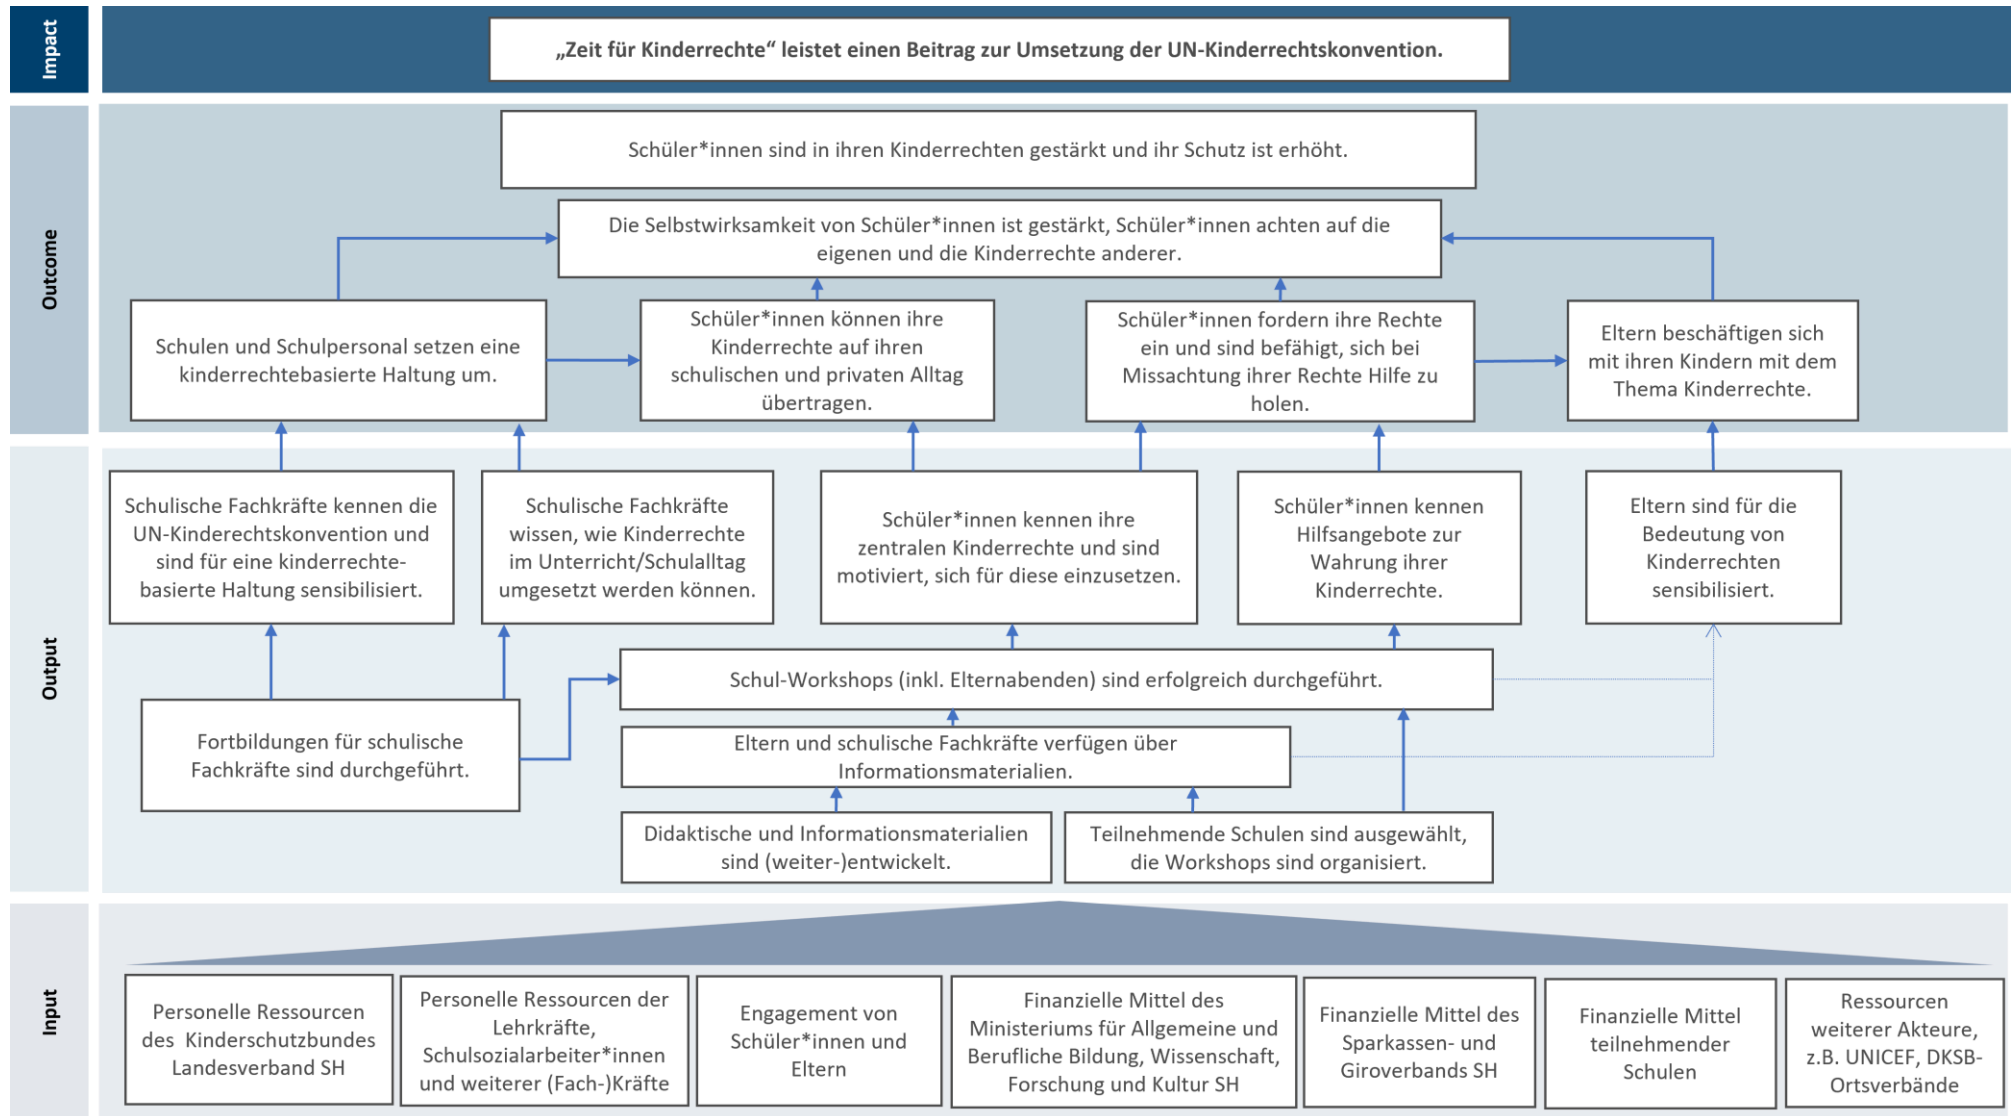 Impact
„Zeit für Kinderrechte“ leistet einen Beitrag zur Umsetzung der UN-Kinderrechtskonvention.
Outcome
Schüler*innen sind in ihren Kinderrechten gestärkt und ihr Schutz ist erhöht.
Die Selbstwirksamkeit von Schüler*innen ist gestärkt, Schüler*innen achten auf die
eigenen und die Kinderrechte anderer.
Schulen und Schulpersonal setzen eine
kinderrechtebasierte Haltung um.
Schüler*innen können ihre
Kinderrechte auf ihren
schulischen und privaten Alltag
übertragen.
Schüler*innen fordern ihre Rechte
ein und sind befähigt, sich bei
Missachtung ihrer Rechte Hilfe zu
holen.
Eltern beschäftigen sich
mit ihren Kindern mit dem
Thema Kinderrechte.
Output
Schulische Fachkräfte kennen die
UN-Kinderechtskonvention und
sind für eine kinderrechte-
basierte Haltung sensibilisiert.
Schulische Fachkräfte
wissen, wie Kinderrechte
im Unterricht/Schulalltag
umgesetzt werden können.
Schüler*innen kennen ihre
zentralen Kinderrechte und sind
motiviert, sich für diese einzusetzen.
Schüler*innen kennen
Hilfsangebote zur
Wahrung ihrer
Kinderrechte.
Eltern sind für die
Bedeutung von
Kinderrechten
sensibilisiert.
Schul-Workshops (inkl. Elternabenden) sind erfolgreich durchgeführt.
Fortbildungen für schulische
Fachkräfte sind durchgeführt.
Eltern und schulische Fachkräfte verfügen über
Informationsmaterialien.
Didaktische und Informationsmaterialien
sind (weiter-)entwickelt.
Teilnehmende Schulen sind ausgewählt,
die Workshops sind organisiert.
Input
Personelle Ressourcen
des Kinderschutzbundes
Landesverband SH
Personelle Ressourcen der
Lehrkräfte,
Schulsozialarbeiter*innen
und weiterer (Fach-)Kräfte
Engagement von
Schüler*innen und
Eltern
Finanzielle Mittel des
Ministeriums für Allgemeine und
Berufliche Bildung, Wissenschaft,
Forschung und Kultur SH
Finanzielle Mittel des
Sparkassen- und
Giroverbands SH
Finanzielle Mittel
teilnehmender
Schulen
Ressourcen
weiterer Akteure,
z.B. UNICEF, DKSB-
Ortsverbände